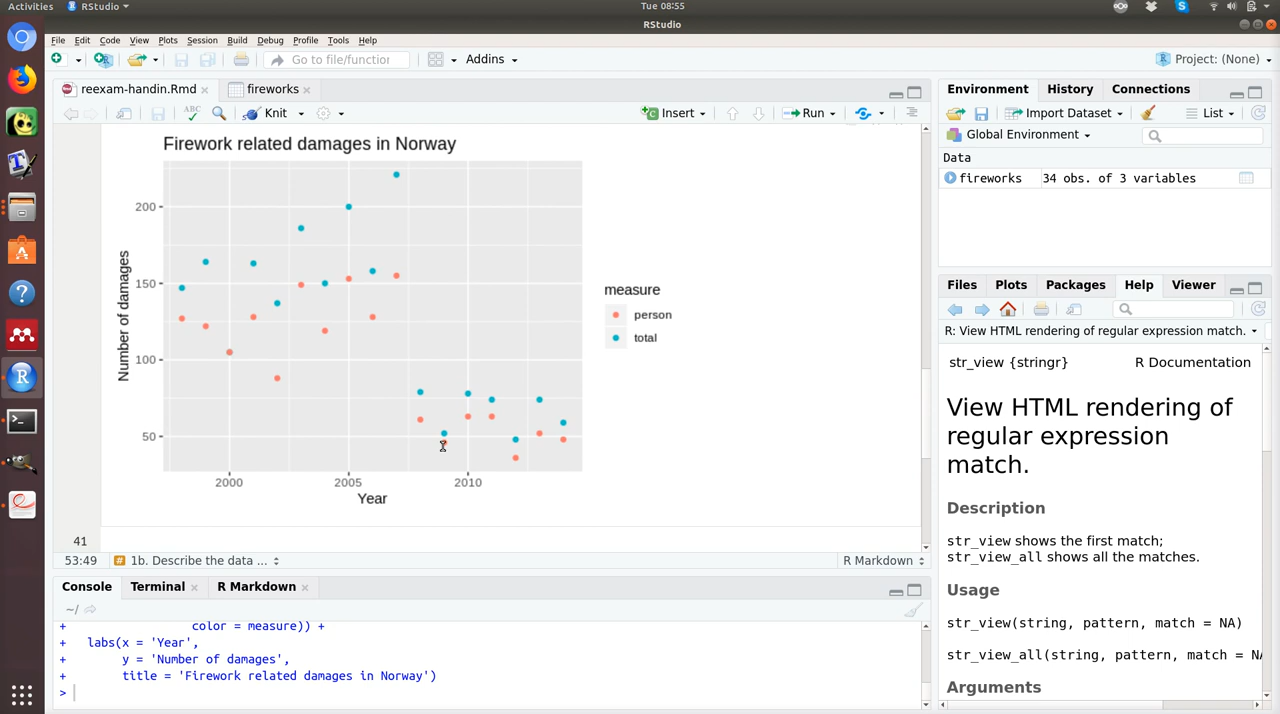 Activities RStudio Tue 08:55
RStudio
File Edit Code View Plots Session Build Debug Profile Tools Help
Go to file/function Addins Project: (None)
reexam-handin.Rmd fireworks
ABC Knit Insert Run
Firework related damages in Norway
200
150
100
50
Number of damages
2000 2005 2010
Year
measure
person
total
41
53:49 1b. Describe the data ... R Markdown
Console Terminal R Markdown
~/
+ color = measure)) +
+ labs(x = 'Year',
+ y = 'Number of damages',
+ title = 'Firework related damages in Norway')
>
Environment History Connections
Import Dataset List
Global Environment
Data
fireworks 34 obs. of 3 variables
Files Plots Packages Help Viewer
R: View HTML rendering of regular expression match.
str_view {stringr} R Documentation
View HTML rendering of
regular expression
match.
Description
str_view shows the first match;
str_view_all shows all the matches.
Usage
str_view(string, pattern, match = NA)
str_view_all(string, pattern, match = NA
Arguments